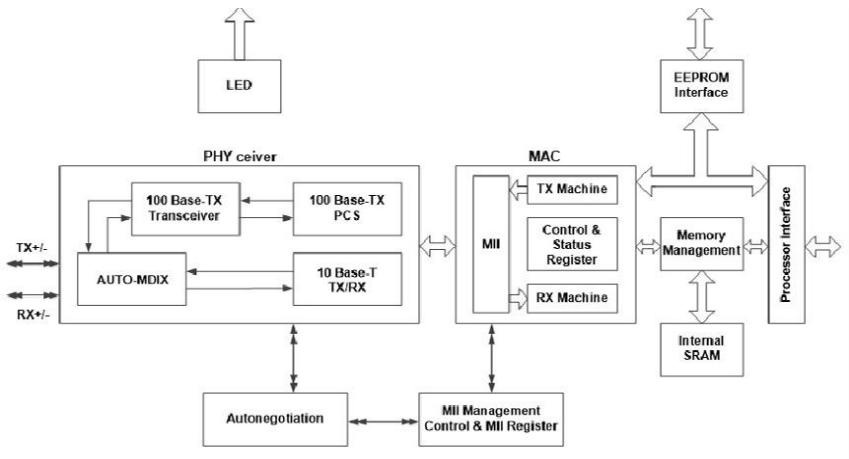 LED
EEPROM
Interface
PHY ceiver
MAC
100 Base-TX
Transceiver
100 Base-TX
PCS
TX Machine
MII
Control &
Status
Register
Memory
Management
Processor Interface
TX+/-
AUTO-MDIX
10 Base-T
TX/RX
RX Machine
RX+/-
Internal
SRAM
Autonegotiation
MII Management
Control & MII Register